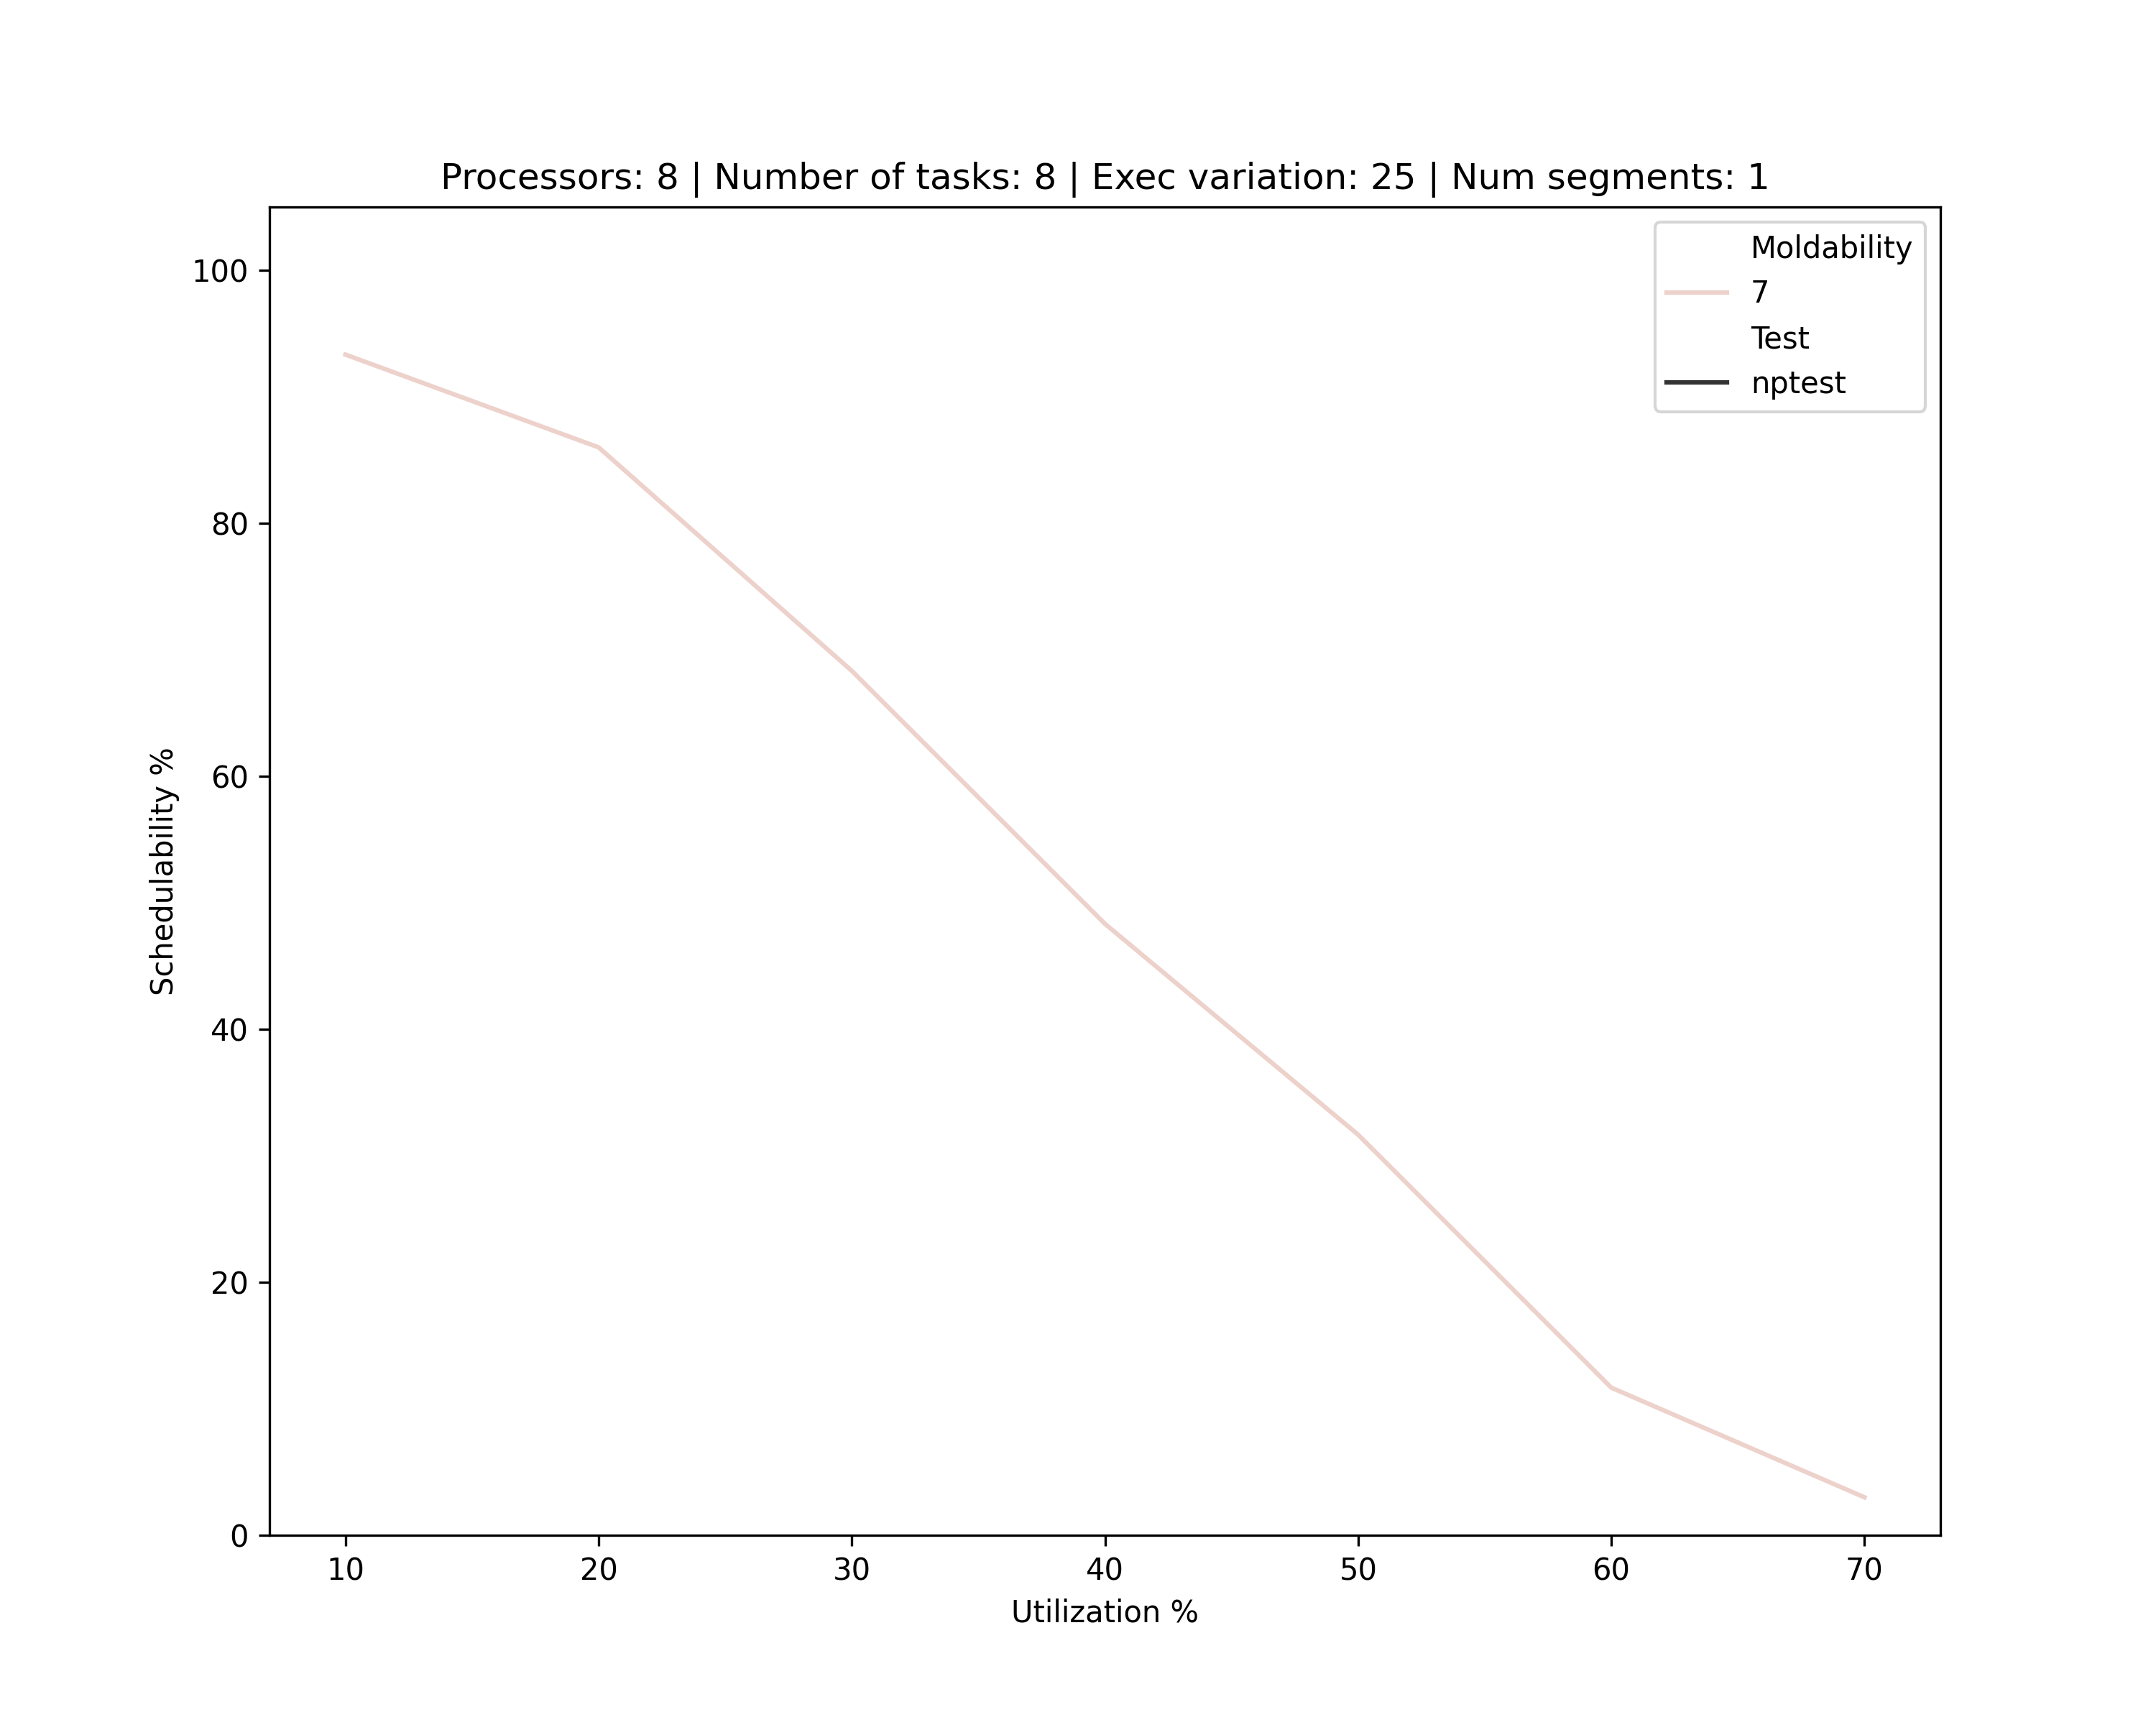 Processors: 8 | Number of tasks: 8 | Exec variation: 25 | Num segments: 1
Moldability
7
Test
nptest
100
80
60
40
20
0
Schedulability %
10 20 30 40 50 60 70
Utilization %